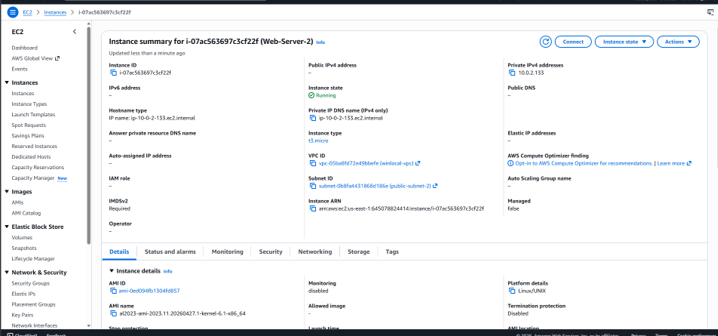 EC2 > Instances > i-07ac563697c3cf22f
EC2
Dashboard
AWS Global View
Events
Instances
Instances
Instance Types
Launch Templates
Spot Requests
Savings Plans
Reserved Instances
Dedicated Hosts
Capacity Reservations
Capacity Manager New
Images
AMIs
AMI Catalog
Elastic Block Store
Volumes
Snapshots
Lifecycle Manager
Network & Security
Security Groups
Elastic IPs
Placement Groups
Key Pairs
Network Interfaces
Instance summary for i-07ac563697c3cf22f (Web-Server-2) Info
Updated less than a minute ago
Connect
Instance state
Actions
Instance ID
i-07ac563697c3cf22f
Public IPv4 address
–
Private IPv4 addresses
10.0.2.133
IPv6 address
–
Instance state
Running
Public DNS
–
Hostname type
IP name: ip-10-0-2-133.ec2.internal
Private IP DNS name (IPv4 only)
ip-10-0-2-133.ec2.internal
Answer private resource DNS name
–
Instance type
t3.micro
Elastic IP addresses
–
Auto-assigned IP address
–
VPC ID
(winlocal-vpc)
AWS Compute Optimizer finding
Opt-in to AWS Compute Optimizer for recommendations. | Learn more
IAM role
–
Subnet ID
(public-subnet-2)
Auto Scaling Group name
–
IMDSv2
Required
Instance ARN
arn:aws:ec2:us-east-1:645078824414:instance/i-07ac563697c3cf22f
Managed
false
Operator
–
Details
Status and alarms
Monitoring
Security
Networking
Storage
Tags
Instance details Info
AMI ID
Monitoring
disabled
Platform details
Linux/UNIX
AMI name
al2023-ami-2023.11.20260427.1-kernel-6.1-x86_64
Allowed image
–
Termination protection
Disabled
Stop protection
Launch time
AMI location